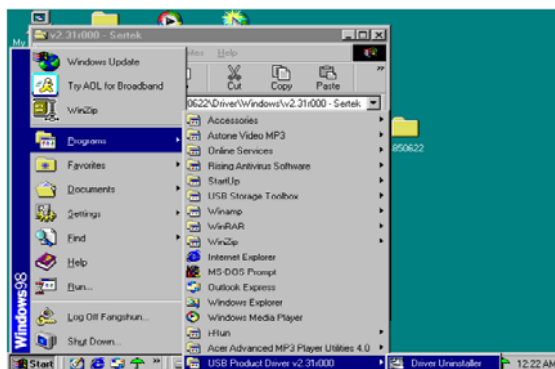 My
v2.31r000 - Sertek
Help
Cut
Copy
Paste
0622\Driver\Windows\v2.31r000 - Sertek
850622
Windows Update
Try AOL for Broadband
WinZip
Programs
Favorites
Documents
Settings
Find
Help
Run...
Log Off Fangshun...
Shut Down...
Windows98
Accessories
Astone Video MP3
Online Services
Rising Antivirus Software
StartUp
USB Storage Toolbox
Winamp
WinRAR
WinZip
Internet Explorer
MS-DOS Prompt
Outlook Express
Windows Explorer
Windows Media Player
Acer Advanced MP3 Player Utilities 4.0
USB Product Driver v2.31r000
Driver Uninstaller
Start
12:22 AM